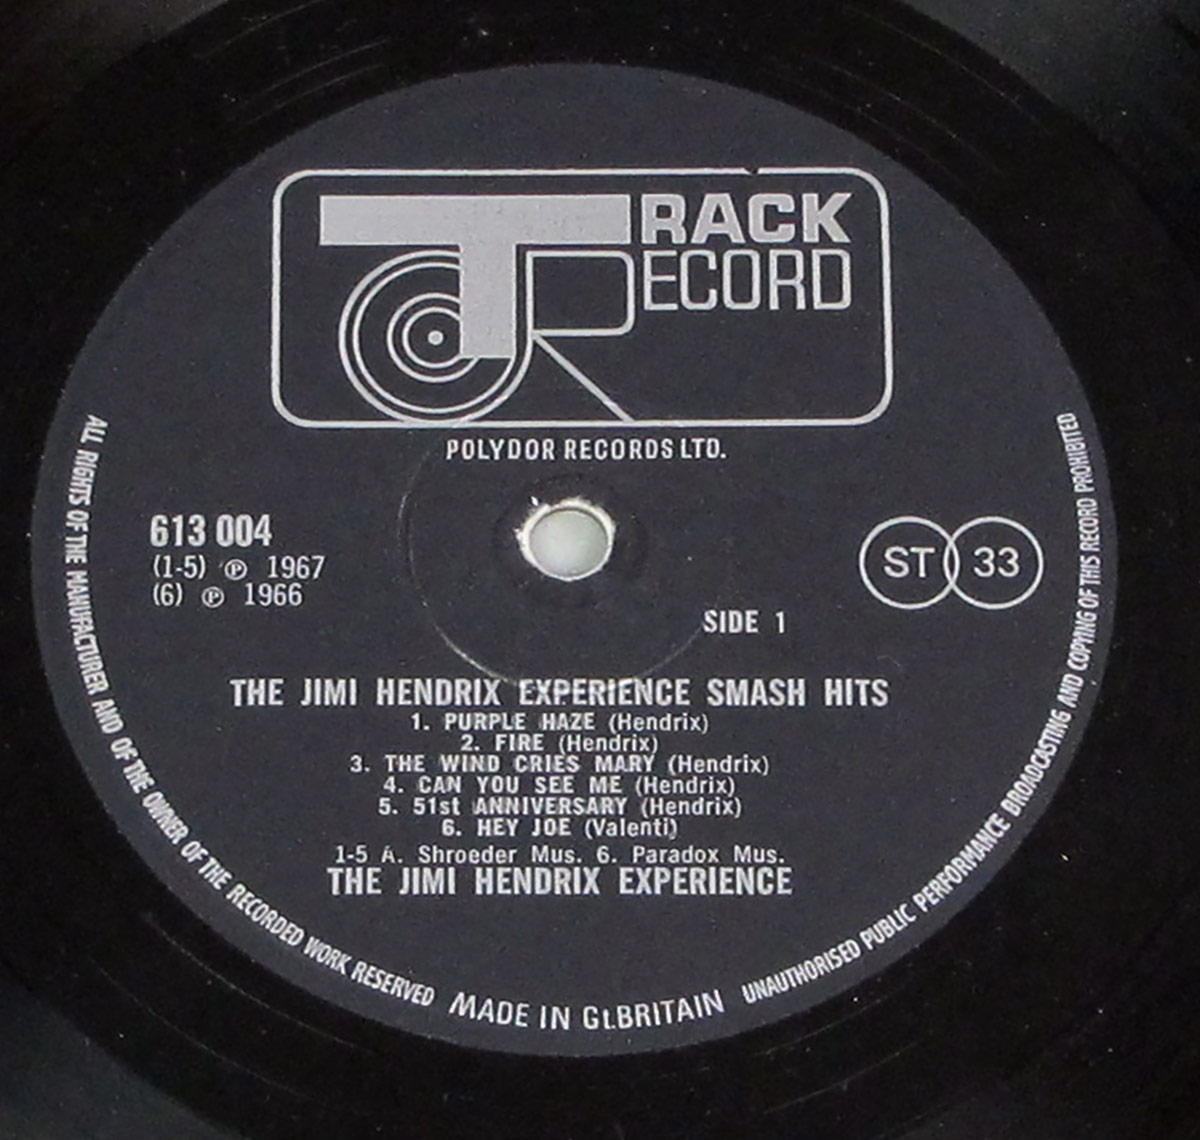 TRACK
RECORD
POLYDOR RECORDS LTD.
613 004
(1-5) ℗ 1967
(6) ℗ 1966
ST 33
SIDE 1
THE JIMI HENDRIX EXPERIENCE SMASH HITS
1. PURPLE HAZE (Hendrix)
2. FIRE (Hendrix)
3. THE WIND CRIES MARY (Hendrix)
4. CAN YOU SEE ME (Hendrix)
5. 51st ANNIVERSARY (Hendrix)
6. HEY JOE (Valenti)
1-5 A. Shroeder Mus. 6. Paradox Mus.
THE JIMI HENDRIX EXPERIENCE
ALL RIGHTS OF THE MANUFACTURER AND OF THE OWNER OF THE RECORDED WORK RESERVED MADE IN Gt.BRITAIN UNAUTHORISED PUBLIC PERFORMANCE BROADCASTING AND COPYING OF THIS RECORD PROHIBITED